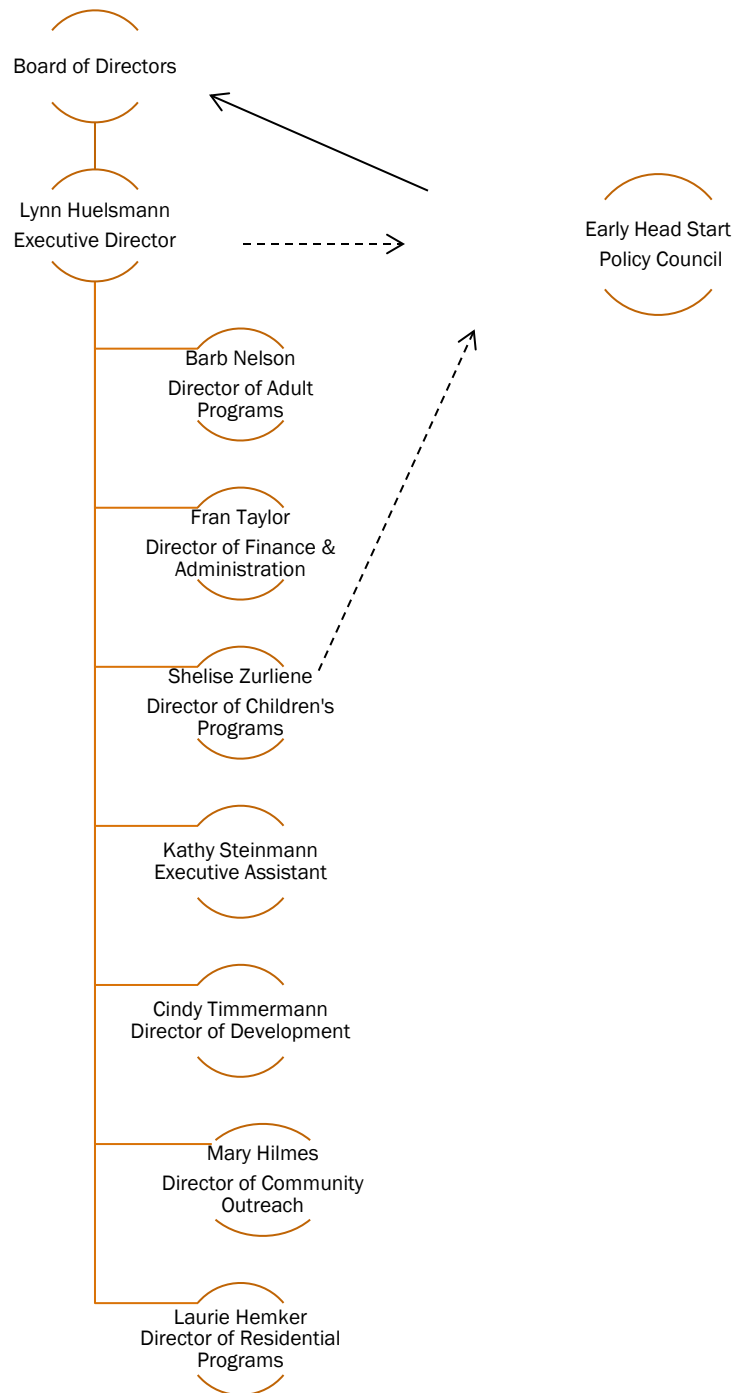 Board of Directors
Lynn Huelsmann
Executive Director
Early Head Start
Policy Council
Barb Nelson
Director of Adult
Programs
Fran Taylor
Director of Finance &
Administration
Shelise Zurliene
Director of Children's
Programs
Kathy Steinmann
Executive Assistant
Cindy Timmermann
Director of Development
Mary Hilmes
Director of Community
Outreach
Laurie Hemker
Director of Residential
Programs